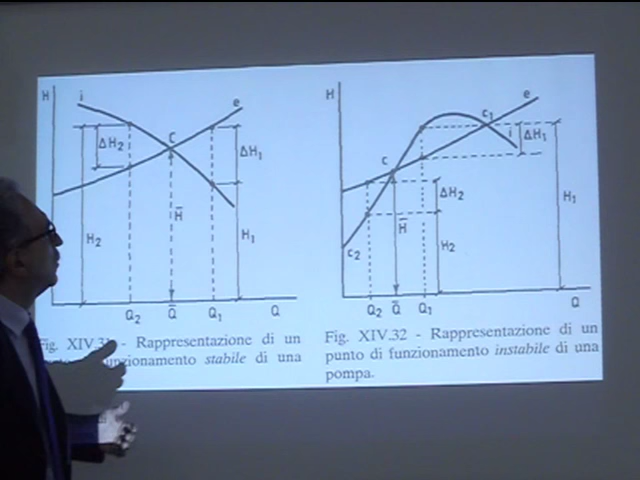 H
i
e
c
ΔH₂
ΔH₁
H̅
H₂
H₁
Q₂
Q̅
Q₁
Q
Fig. XIV.31 - Rappresentazione di un
funzionamento stabile di una
H
e
c₁
i
ΔH₁
c
ΔH₂
H₁
H̅
H₂
c₂
Q₂
Q̅
Q₁
Q
Fig. XIV.32 - Rappresentazione di un
punto di funzionamento instabile di una
pompa.